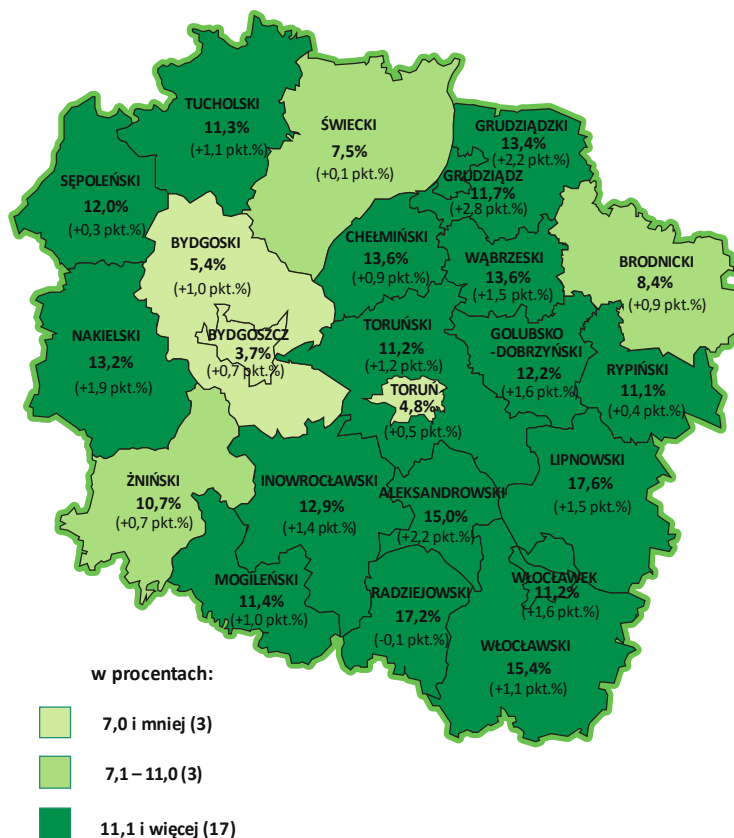 TUCHOLSKI
11,3%
(+1,1 pkt.%)
ŚWIECKI
7,5%
(+0,1 pkt.%)
GRUDZIĄDZKI
13,4%
(+2,2 pkt.%)
GRUDZIĄDZ
11,7%
(+2,8 pkt.%)
SĘPOLEŃSKI
12,0%
(+0,3 pkt.%)
BYDGOSKI
5,4%
(+1,0 pkt.%)
CHEŁMIŃSKI
13,6%
(+0,9 pkt.%)
WĄBRZESKI
13,6%
(+1,5 pkt.%)
BRODNICKI
8,4%
(+0,9 pkt.%)
NAKIELSKI
13,2%
(+1,9 pkt.%)
BYDGOSZCZ
3,7%
(+0,7 pkt.%)
TORUŃSKI
11,2%
(+1,2 pkt.%)
GOLUBSKO
-DOBRZYŃSKI
12,2%
(+1,6 pkt.%)
RYPIŃSKI
11,1%
(+0,4 pkt.%)
TORUŃ
4,8%
(+0,5 pkt.%)
ŻNIŃSKI
10,7%
(+0,7 pkt.%)
INOWROCŁAWSKI
12,9%
(+1,4 pkt.%)
ALEKSANDROWSKI
15,0%
(+2,2 pkt.%)
LIPNOWSKI
17,6%
(+1,5 pkt.%)
MOGILEŃSKI
11,4%
(+1,0 pkt.%)
RADZIEJOWSKI
17,2%
(-0,1 pkt.%)
WŁOCŁAWEK
11,2%
(+1,6 pkt.%)
WŁOCŁAWSKI
15,4%
(+1,1 pkt.%)
w procentach:
7,0 i mniej (3)
7,1 – 11,0 (3)
11,1 i więcej (17)